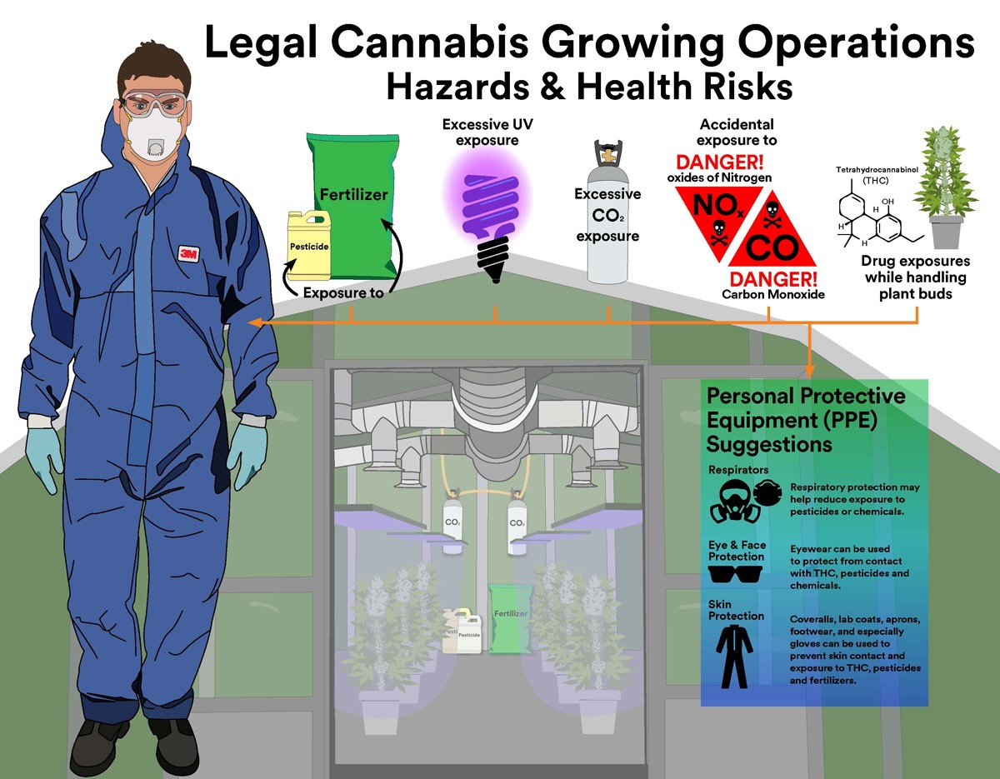 Legal Cannabis Growing Operations
Hazards & Health Risks
3M
Fertilizer
Pesticide
Exposure to
Excessive UV
exposure
Excessive
CO₂
exposure
Accidental
exposure to
DANGER!
oxides of Nitrogen
NOx
CO
DANGER!
Carbon Monoxide
Tetrahydrocannabinol
(THC)
OH
H
H
H
Drug exposures
while handling
plant buds
CO₂
CO₂
Fertilizer
Pesti
Pesticide
Personal Protective
Equipment (PPE)
Suggestions
Respirators
Respiratory protection may
help reduce exposure to
pesticides or chemicals.
Eye & Face
Protection
Eyewear can be used
to protect from contact
with THC, pesticides and
chemicals.
Skin
Protection
Coveralls, lab coats, aprons,
footwear, and especially
gloves can be used to
prevent skin contact and
exposure to THC, pesticides
and fertilizers.